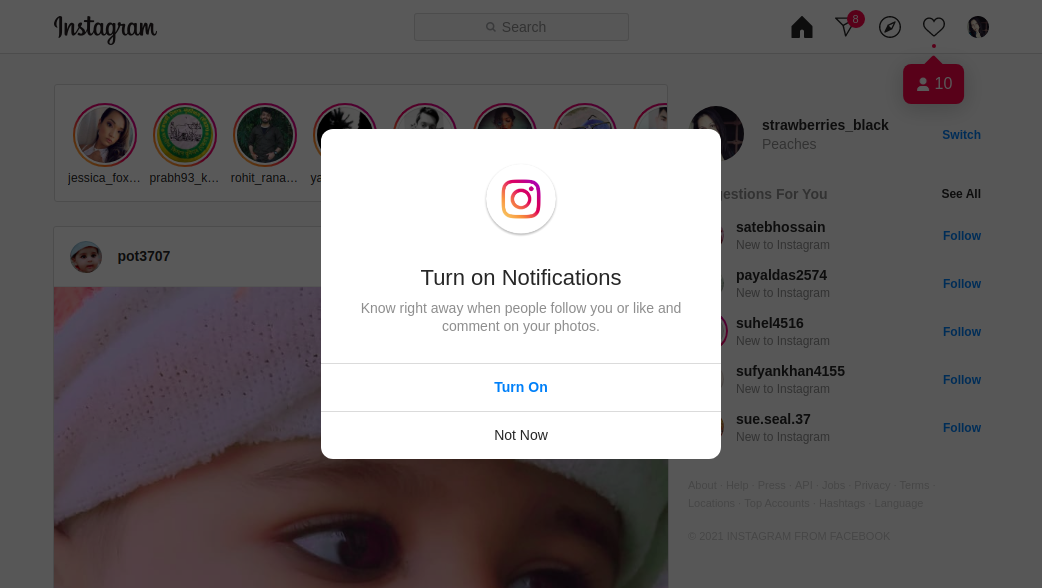 Instagram
Search
8
10
jessica_fox…
prabh93_k…
rohit_rana…
strawberries_black
Peaches
Switch
See All
pot3707
Turn on Notifications
Know right away when people follow you or like and
comment on your photos.
Turn On
Not Now
For You
satebhossain
New to Instagram
Follow
payaldas2574
New to Instagram
Follow
suhel4516
New to Instagram
Follow
sufyankhan4155
New to Instagram
Follow
sue.seal.37
New to Instagram
Follow
About · Help · Press · API · Jobs · Privacy · Terms ·
Locations · Top Accounts · Hashtags · Language
© 2021 INSTAGRAM FROM FACEBOOK